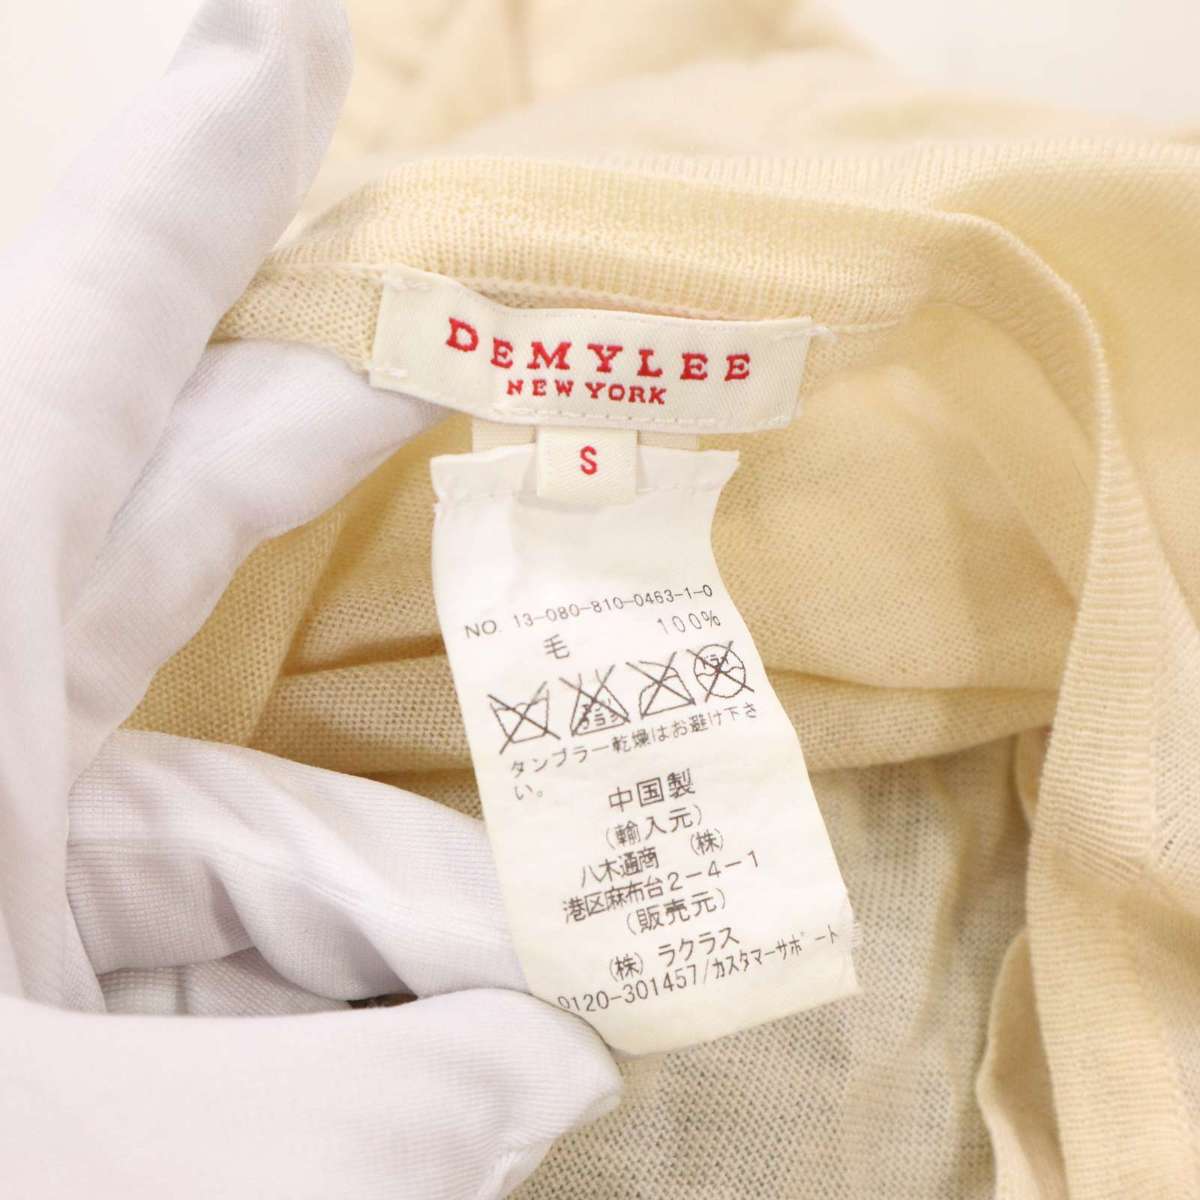 DEMYLEE
NEW YORK
S
NO. 13-080-810-0463-1-0
毛 100%
タンブラー乾燥はお避け下さ
い。
中国製
(輸入元)
八木通商 (株)
港区麻布台2-4-1
(販売元)
(株) ラクラス
0120-301457/カスタマーサポート